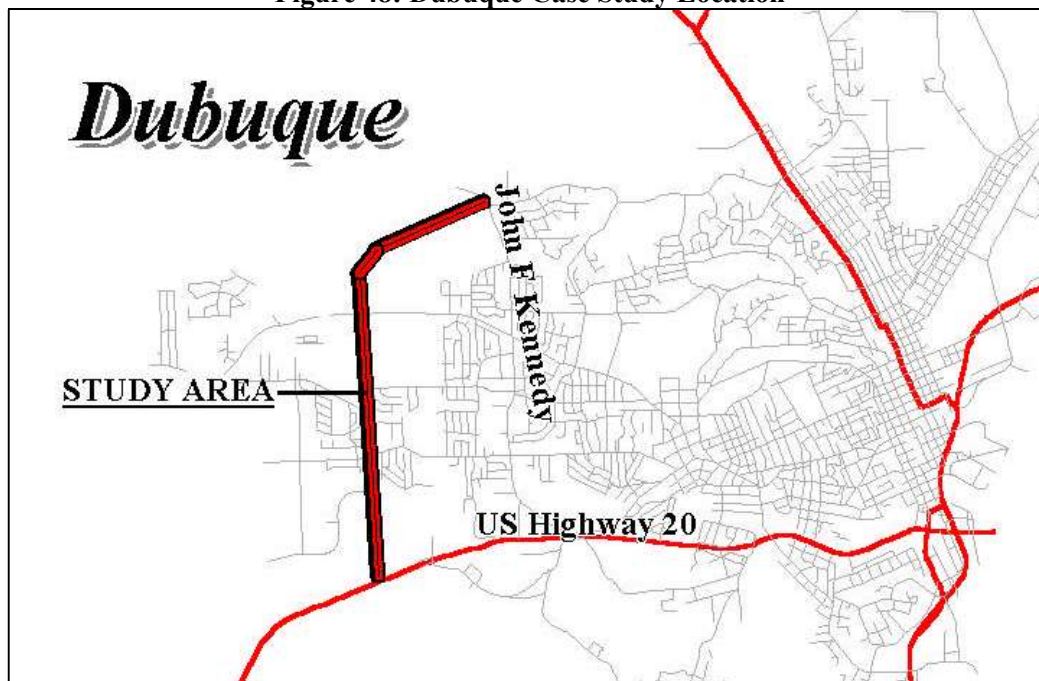 Figure 48: Dubuque Case Study Location
Dubuque
John F Kennedy
STUDY AREA
US Highway 20